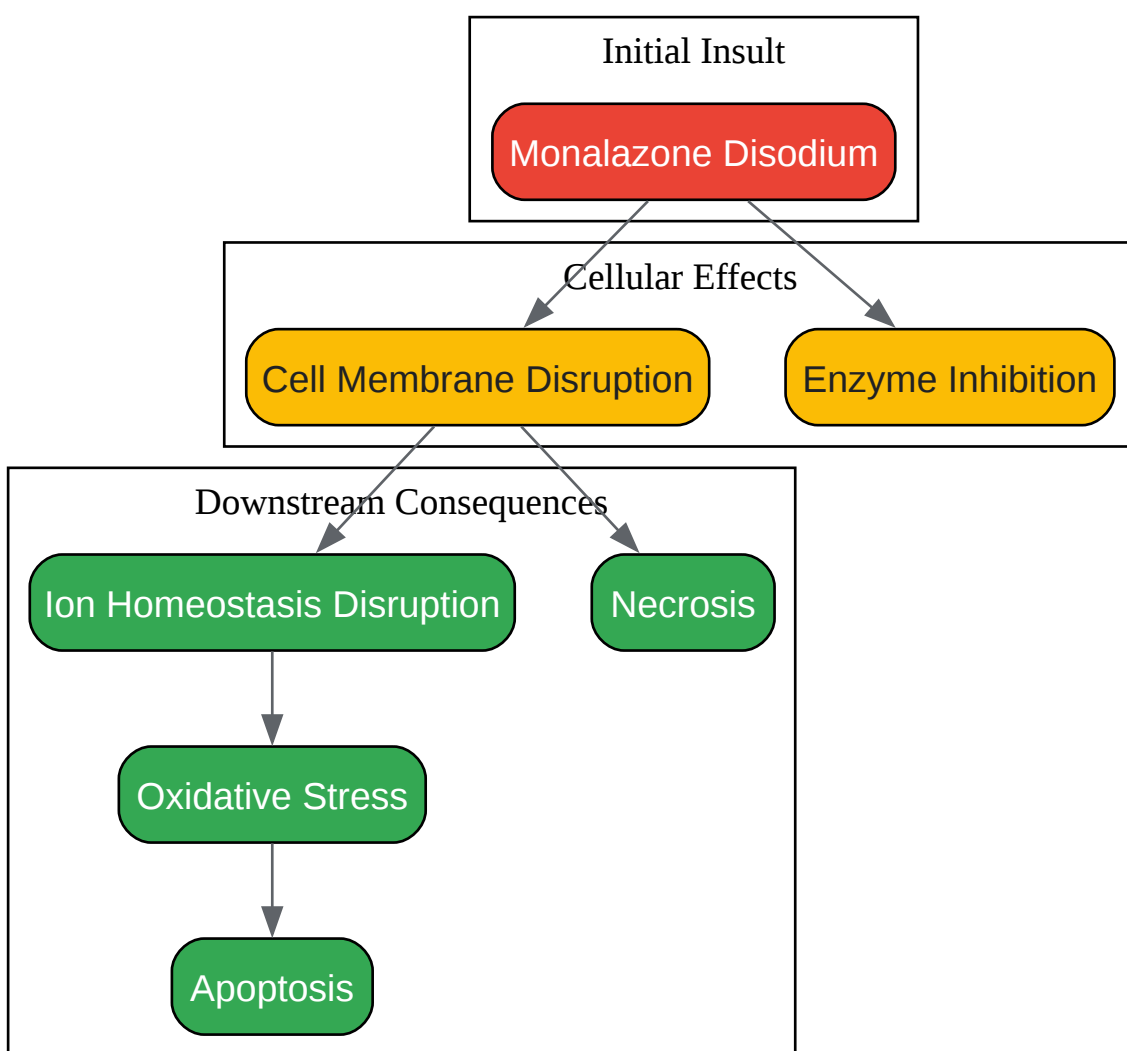 Initial Insult
Monalazone Disodium
Cellular Effects
Cell Membrane Disruption
Enzyme Inhibition
Downstream Consequences
Ion Homeostasis Disruption
Necrosis
Oxidative Stress
Apoptosis